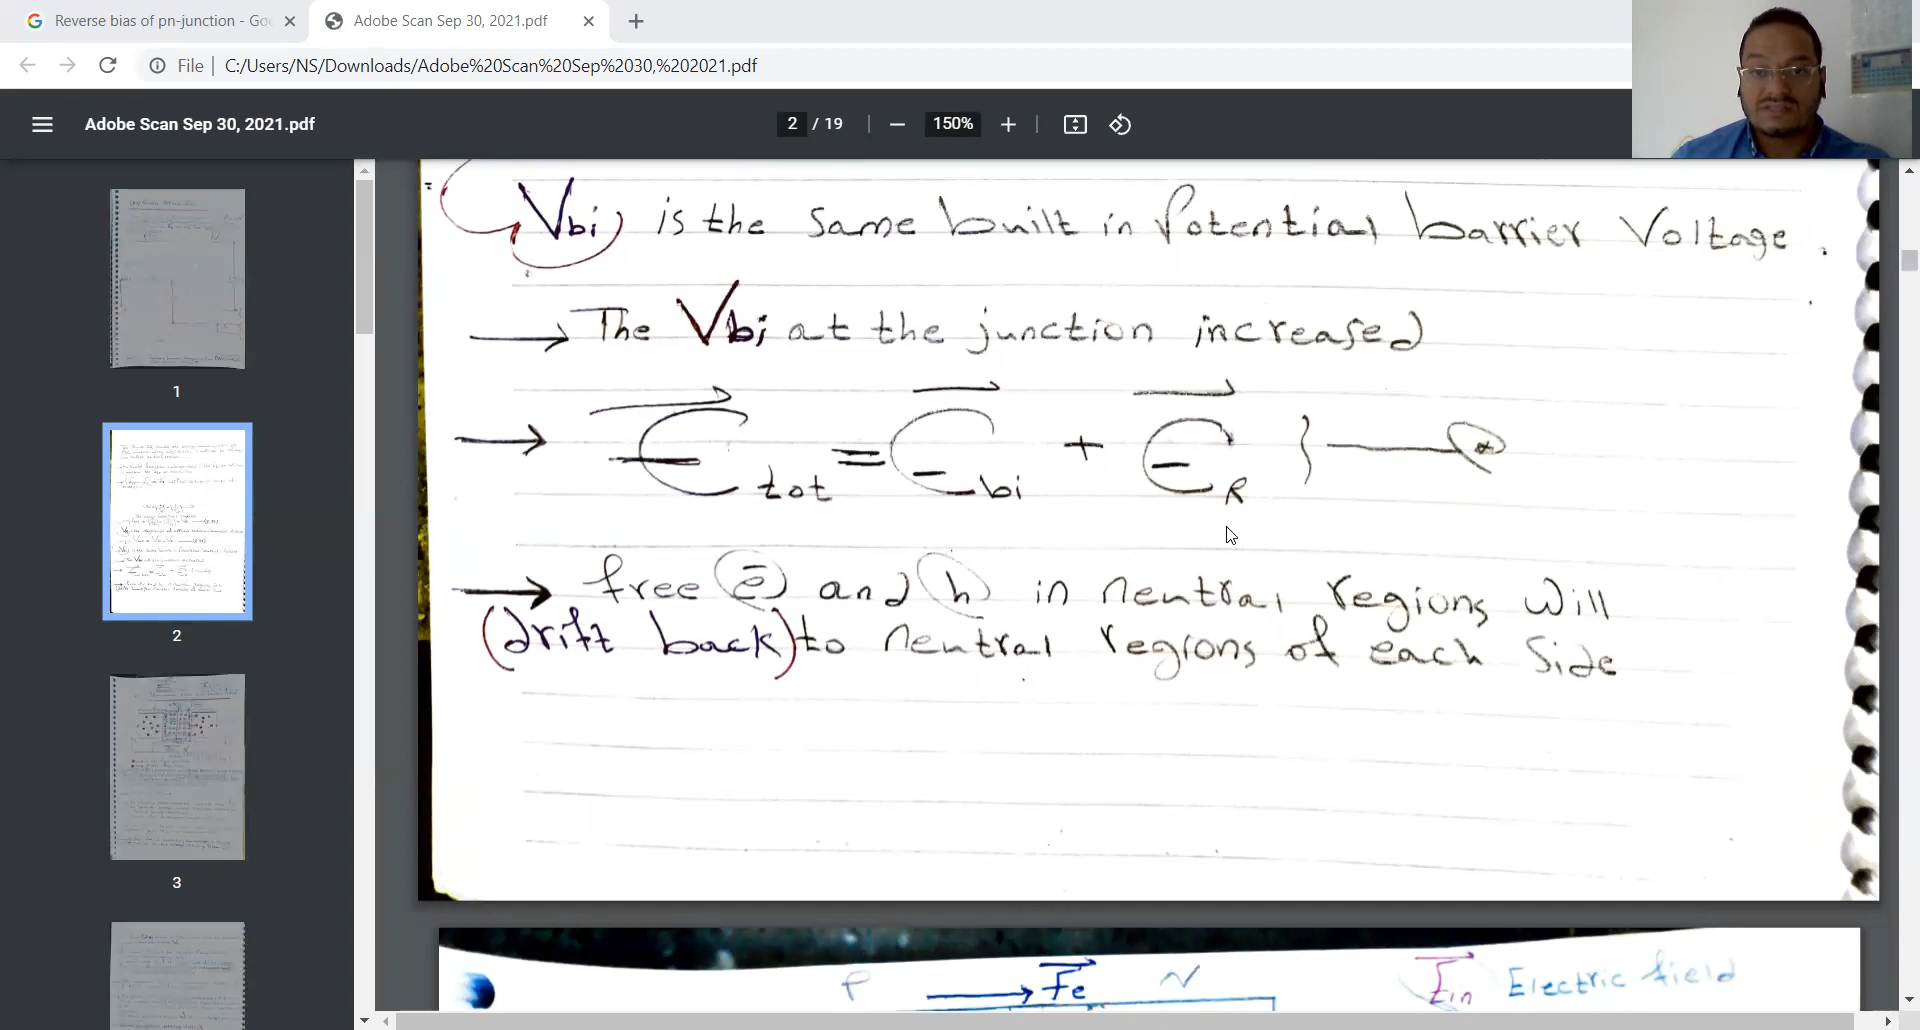 Reverse bias of pn-junction - Goo
Adobe Scan Sep 30, 2021.pdf
File
C:/Users/NS/Downloads/Adobe%20Scan%20Sep%2030,%202021.pdf
Adobe Scan Sep 30, 2021.pdf
2 / 19
150%
1
2
3
Vbi is the same built in Potential barrier Voltage.
→ The Vbi at the junction increased
→ E tot = E bi + E R } — *
→ free ē and h in neutral regions will
(drift back) to neutral regions of each side
P → Fe N
Ein Electric field